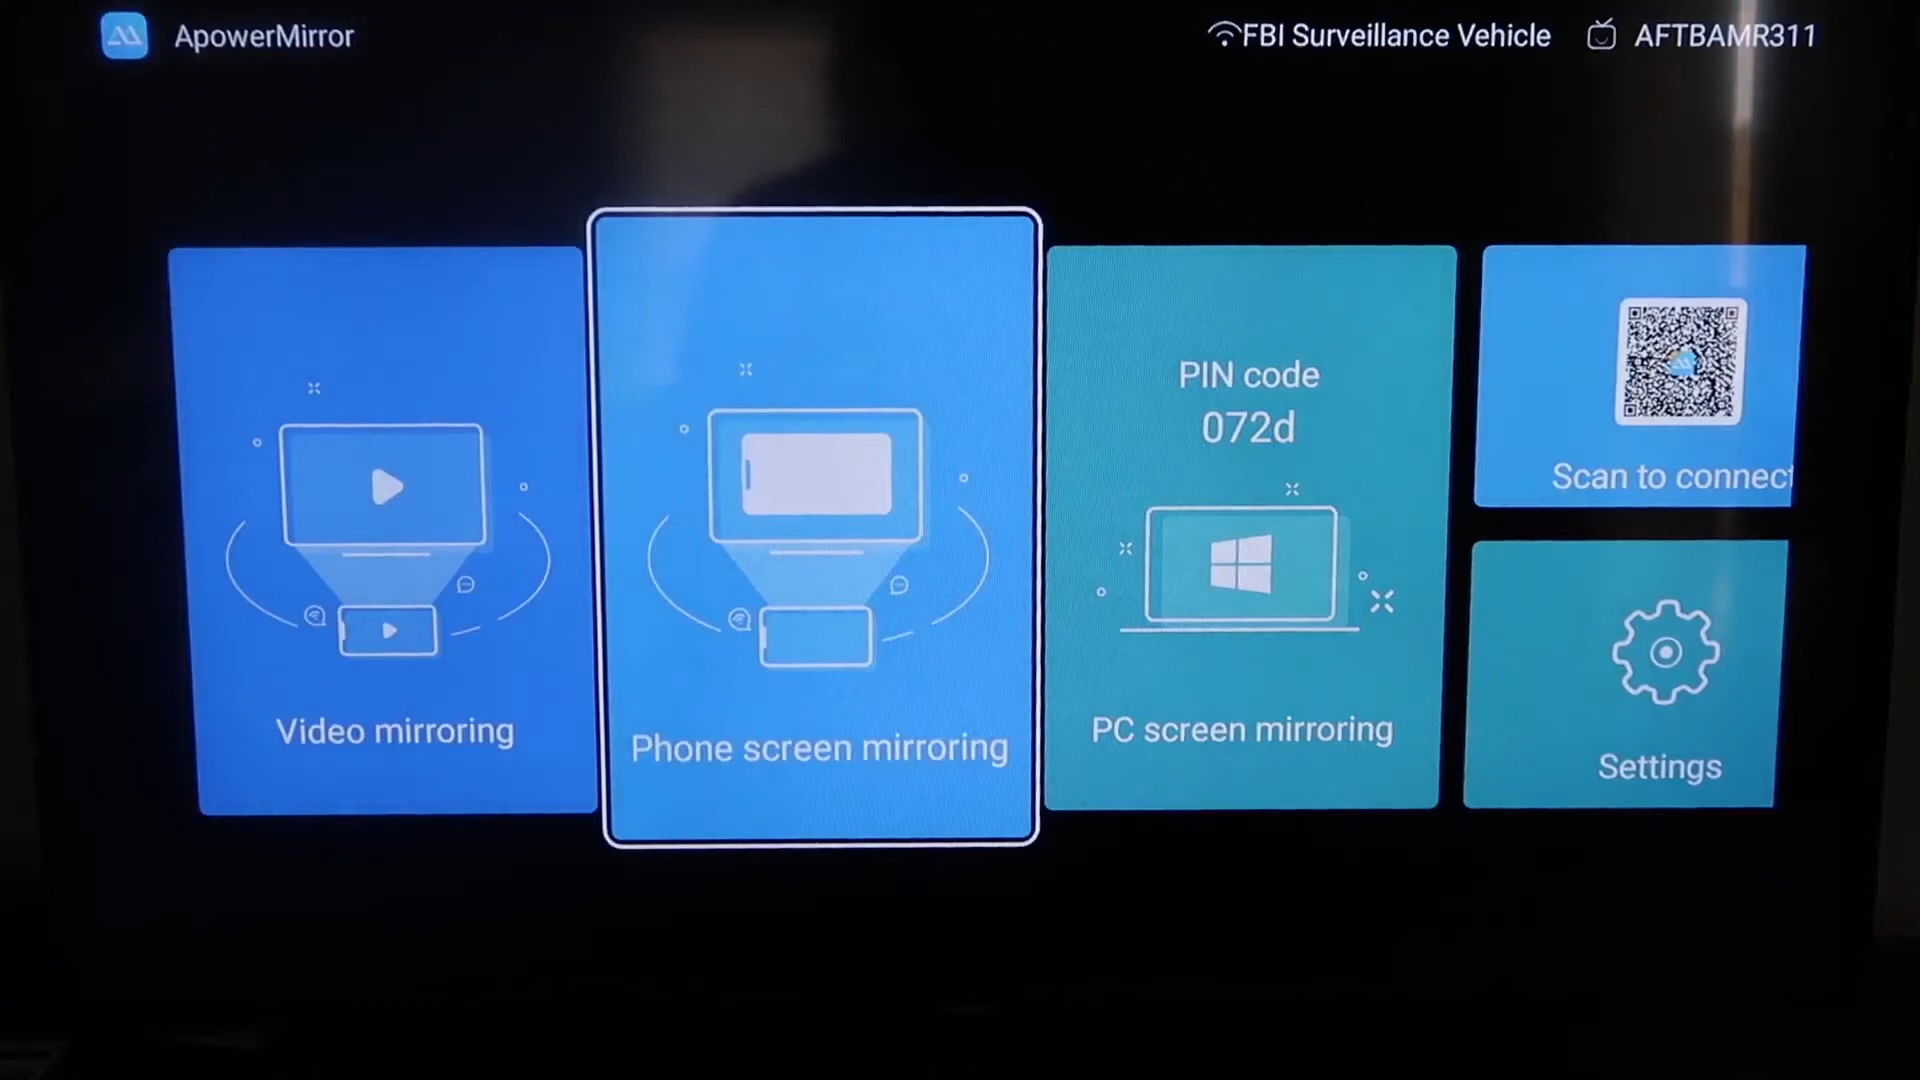 ApowerMirror
FBI Surveillance Vehicle
AFTBAMR311
Video mirroring
Phone screen mirroring
PIN code
072d
PC screen mirroring
Scan to connect
Settings